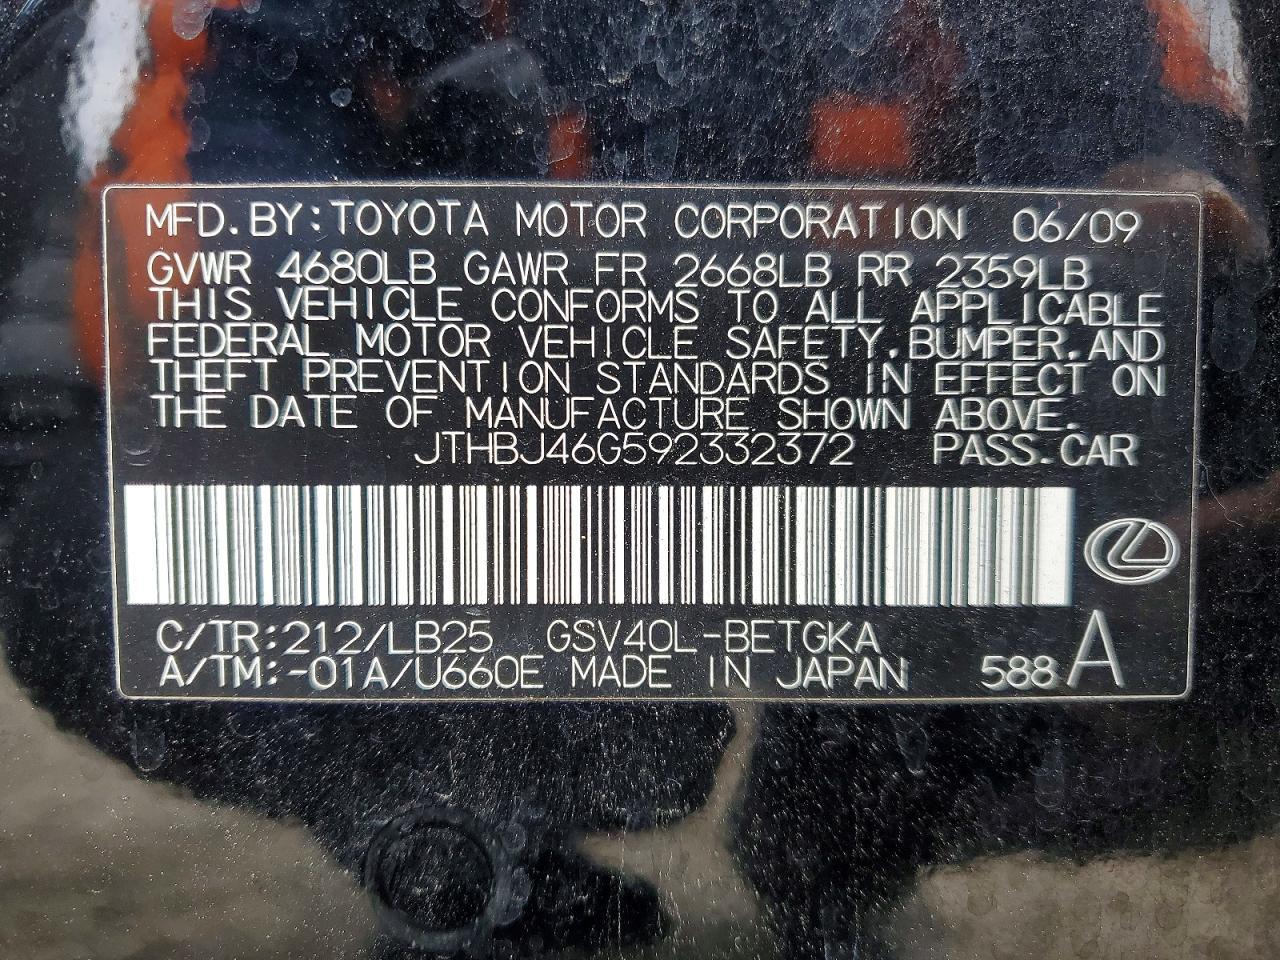 MFD.BY:TOYOTA MOTOR CORPORATION 06/09
GVWR 4680LB GAWR FR 2668LB RR 2359LB
THIS VEHICLE CONFORMS TO ALL APPLICABLE
FEDERAL MOTOR VEHICLE SAFETY,BUMPER,AND
THEFT PREVENTION STANDARDS IN EFFECT ON
THE DATE OF MANUFACTURE SHOWN ABOVE.
JTHBJ46G592332372 PASS.CAR
C/TR:212/LB25 GSV40L-BETGKA
A/TM:-01A/U660E MADE IN JAPAN 588 A